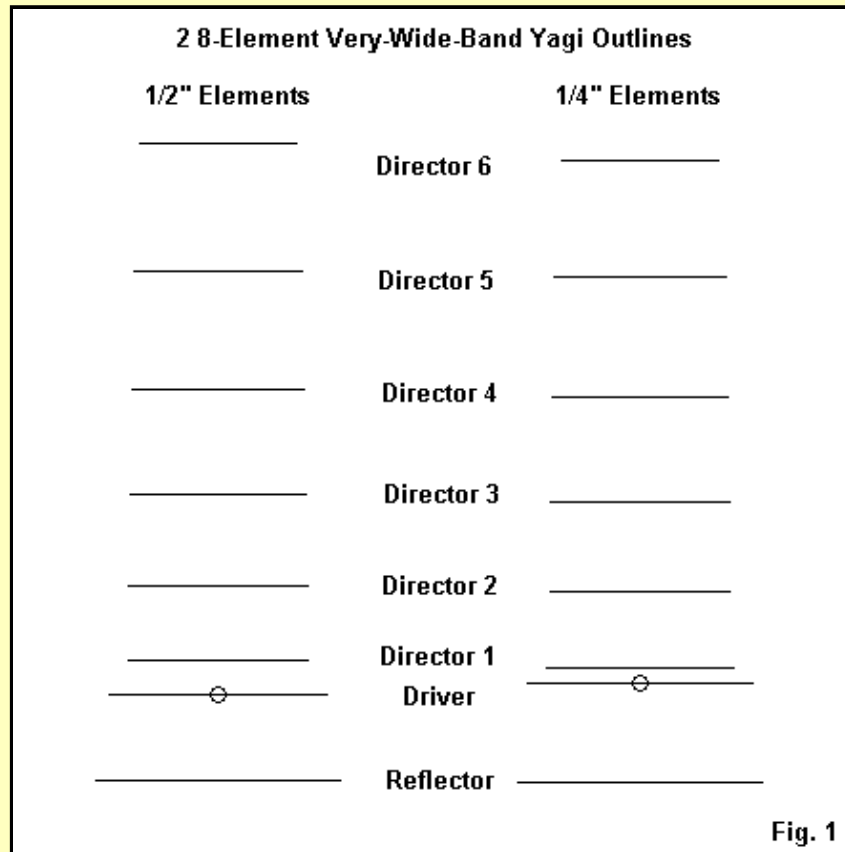 2 8-Element Very-Wide-Band Yagi Outlines
1/2" Elements
1/4" Elements
Director 6
Director 5
Director 4
Director 3
Director 2
Director 1
Driver
Reflector
Fig. 1